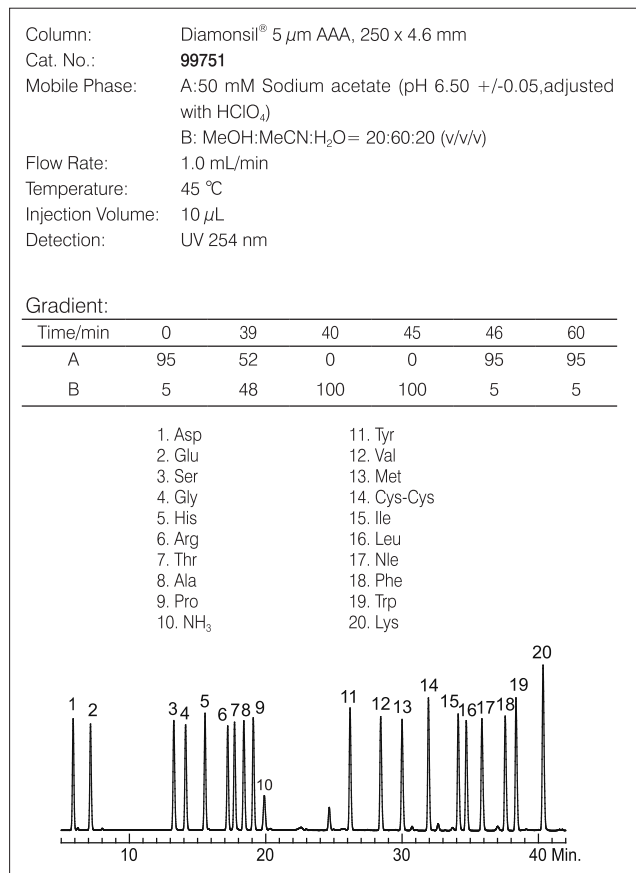 Column: Diamonsil® 5 μm AAA, 250 x 4.6 mm
Cat. No.: 99751
Mobile Phase: A:50 mM Sodium acetate (pH 6.50 +/-0.05,adjusted
with HClO₄)
B: MeOH:MeCN:H₂O= 20:60:20 (v/v/v)
Flow Rate: 1.0 mL/min
Temperature: 45 ℃
Injection Volume: 10 μL
Detection: UV 254 nm
Gradient:
Time/min 0 39 40 45 46 60
A 95 52 0 0 95 95
B 5 48 100 100 5 5
1. Asp 11. Tyr
2. Glu 12. Val
3. Ser 13. Met
4. Gly 14. Cys-Cys
5. His 15. Ile
6. Arg 16. Leu
7. Thr 17. Nle
8. Ala 18. Phe
9. Pro 19. Trp
10. NH₃ 20. Lys
1 2 3 4 5 6 7 8 9 10 11 12 13 14 15 16 17 18 19 20
10 20 30 40 Min.